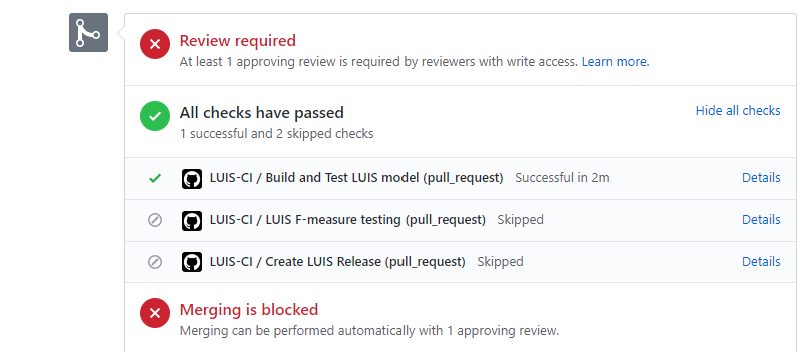 Review required
At least 1 approving review is required by reviewers with write access. Learn more.
All checks have passed
Hide all checks
1 successful and 2 skipped checks
LUIS-CI / Build and Test LUIS model (pull_request) Successful in 2m Details
LUIS-CI / LUIS F-measure testing (pull_request) Skipped Details
LUIS-CI / Create LUIS Release (pull_request) Skipped Details
Merging is blocked
Merging can be performed automatically with 1 approving review.